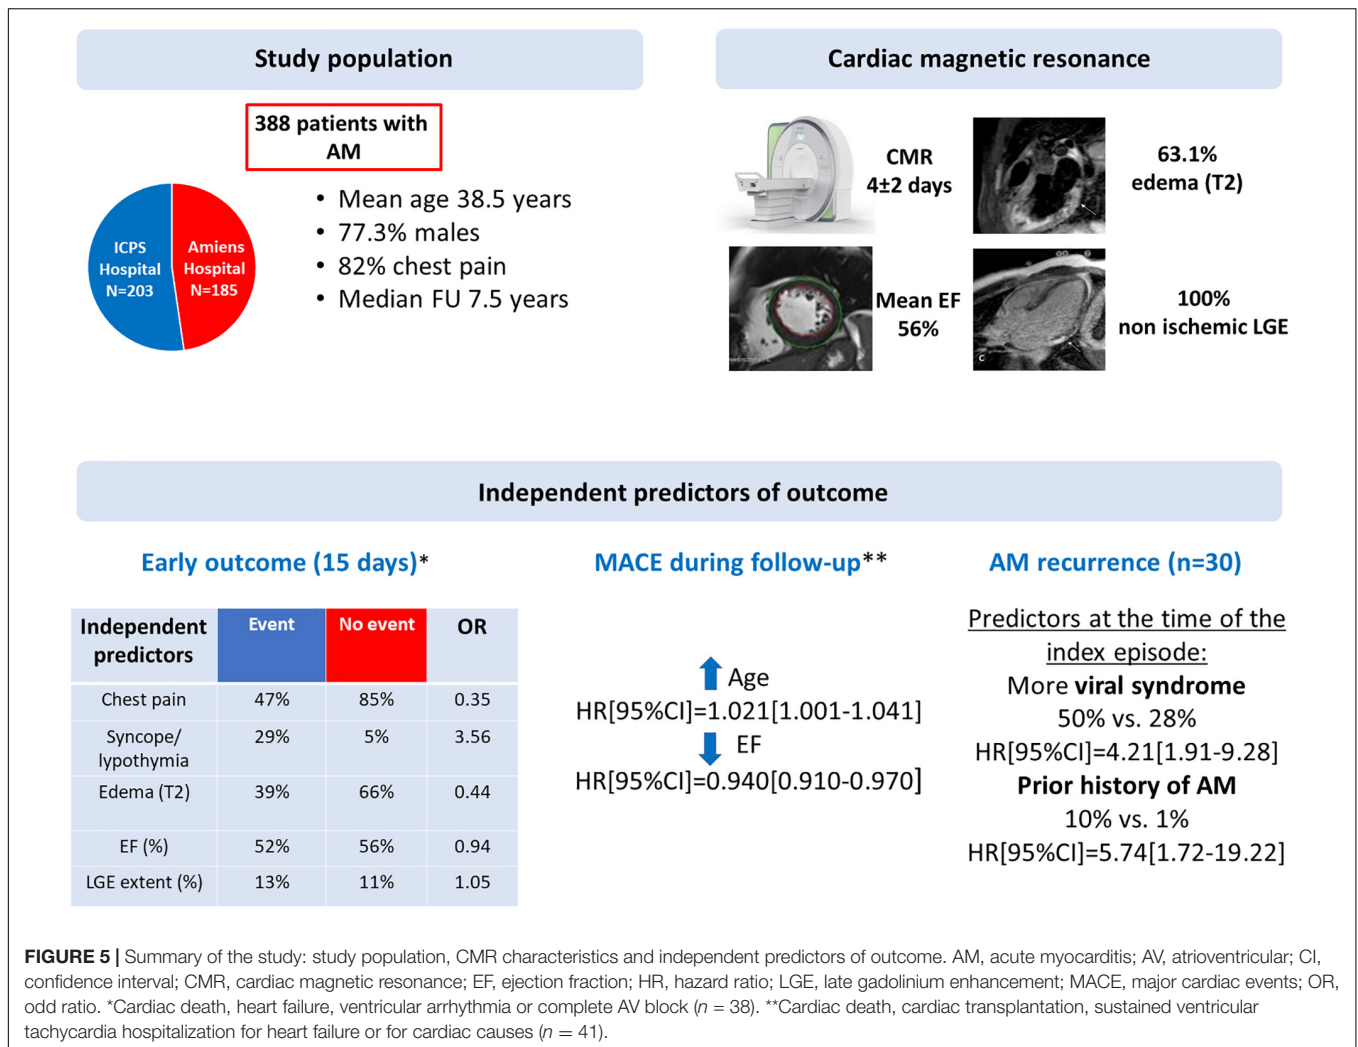 Study population
388 patients with
AM
ICPS
Hospital
N=203
Amiens
Hospital
N=185
• Mean age 38.5 years
• 77.3% males
• 82% chest pain
• Median FU 7.5 years
Cardiac magnetic resonance
CMR
4±2 days
63.1%
edema (T2)
Mean EF
56%
C
100%
non ischemic LGE
Independent predictors of outcome
Early outcome (15 days)*
Independent predictors Event No event OR
Chest pain 47% 85% 0.35
Syncope/
lypothymia 29% 5% 3.56
Edema (T2) 39% 66% 0.44
EF (%) 52% 56% 0.94
LGE extent (%) 13% 11% 1.05
MACE during follow-up**
Age
HR[95%CI]=1.021[1.001-1.041]
EF
HR[95%CI]=0.940[0.910-0.970]
AM recurrence (n=30)
Predictors at the time of the
index episode:
More viral syndrome
50% vs. 28%
HR[95%CI]=4.21[1.91-9.28]
Prior history of AM
10% vs. 1%
HR[95%CI]=5.74[1.72-19.22]
FIGURE 5 | Summary of the study: study population, CMR characteristics and independent predictors of outcome. AM, acute myocarditis; AV, atrioventricular; CI,
confidence interval; CMR, cardiac magnetic resonance; EF, ejection fraction; HR, hazard ratio; LGE, late gadolinium enhancement; MACE, major cardiac events; OR,
odd ratio. *Cardiac death, heart failure, ventricular arrhythmia or complete AV block (n = 38). **Cardiac death, cardiac transplantation, sustained ventricular
tachycardia hospitalization for heart failure or for cardiac causes (n = 41).